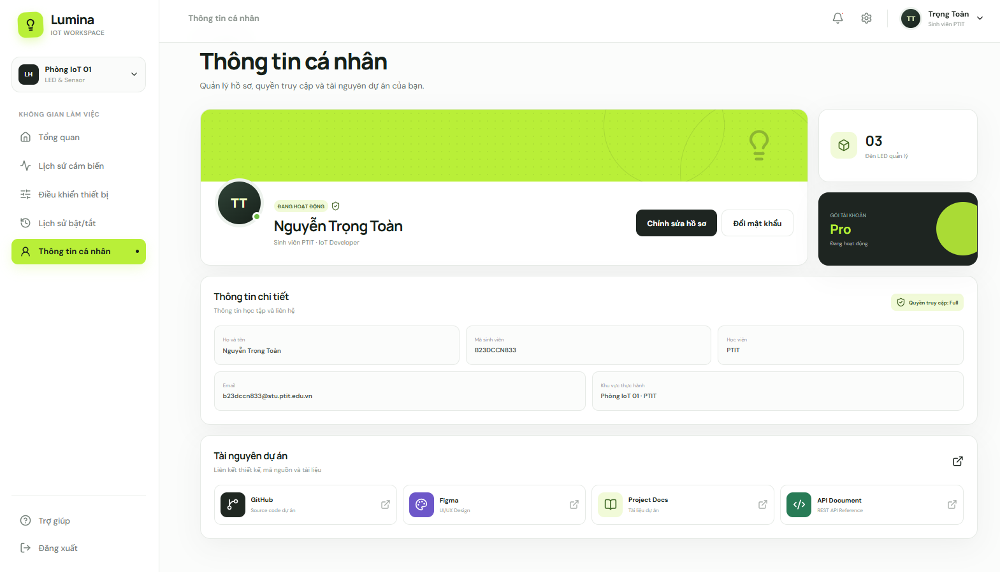 Lumina
IOT WORKSPACE
LH
Phòng IoT 01
LED & Sensor
KHÔNG GIAN LÀM VIỆC
Tổng quan
Lịch sử cảm biến
Điều khiển thiết bị
Lịch sử bật/tắt
Thông tin cá nhân
Trợ giúp
Đăng xuất
Thông tin cá nhân
TT
Trọng Toàn
Sinh viên PTIT
Thông tin cá nhân
Quản lý hồ sơ, quyền truy cập và tài nguyên dự án của bạn.
TT
ĐANG HOẠT ĐỘNG
Nguyễn Trọng Toàn
Sinh viên PTIT · IoT Developer
Chỉnh sửa hồ sơ
Đổi mật khẩu
03
Đèn LED quản lý
GÓI TÀI KHOẢN
Pro
Đang hoạt động
Thông tin chi tiết
Thông tin học tập và liên hệ
Quyền truy cập: Full
Họ và tên
Nguyễn Trọng Toàn
Mã sinh viên
B23DCCN833
Học viện
PTIT
Email
b23dccn833@stu.ptit.edu.vn
Khu vực thực hành
Phòng IoT 01 · PTIT
Tài nguyên dự án
Liên kết thiết kế, mã nguồn và tài liệu
GitHub
Source code dự án
Figma
UI/UX Design
Project Docs
Tài liệu dự án
API Document
REST API Reference